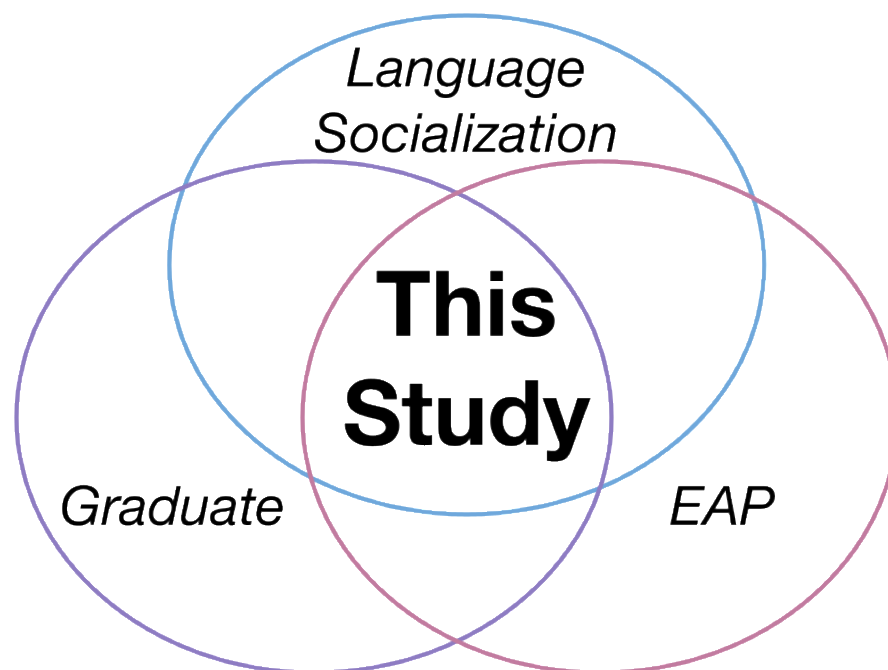 Language
Socialization
This
Study
Graduate
EAP